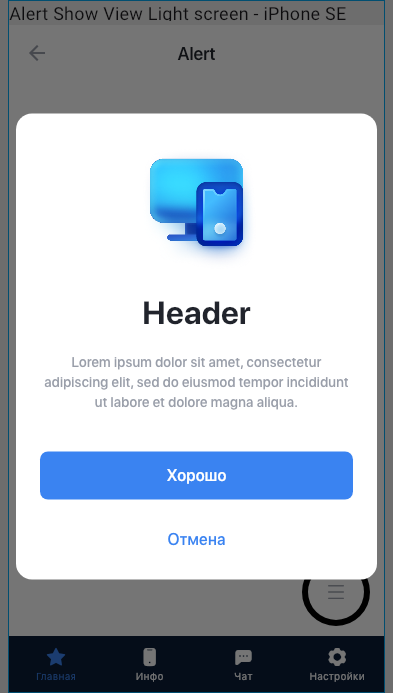 Alert Show View Light screen - iPhone SE
Alert
Header
Lorem ipsum dolor sit amet, consectetur
adipiscing elit, sed do eiusmod tempor incididunt
ut labore et dolore magna aliqua.
Хорошо
Отмена
Главная Инфо Чат Настройки